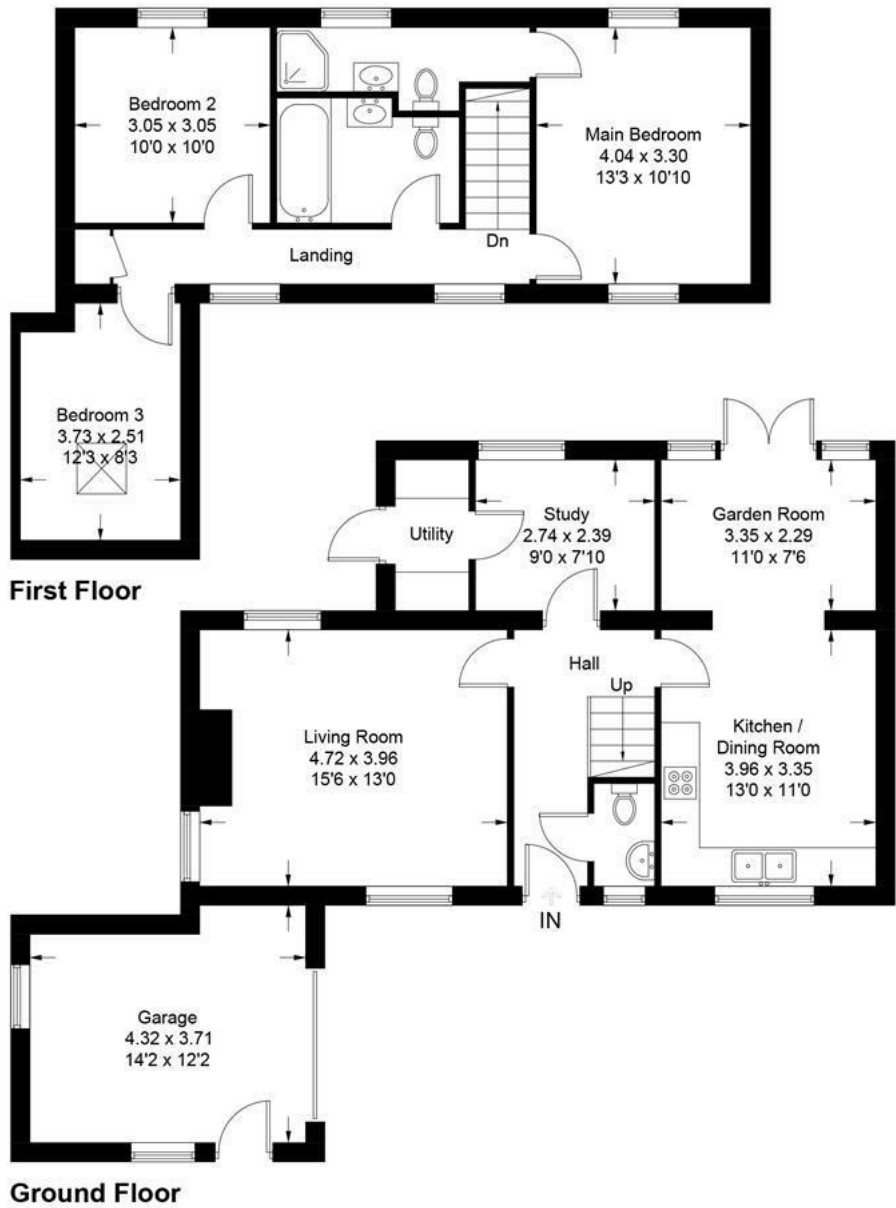 Bedroom 2
3.05 x 3.05
10'0 x 10'0
Main Bedroom
4.04 x 3.30
13'3 x 10'10
Dn
Landing
Bedroom 3
3.73 x 2.51
12'3 x 8'3
First Floor
Utility
Study
2.74 x 2.39
9'0 x 7'10
Garden Room
3.35 x 2.29
11'0 x 7'6
Hall
Up
Living Room
4.72 x 3.96
15'6 x 13'0
Kitchen /
Dining Room
3.96 x 3.35
13'0 x 11'0
IN
Garage
4.32 x 3.71
14'2 x 12'2
Ground Floor